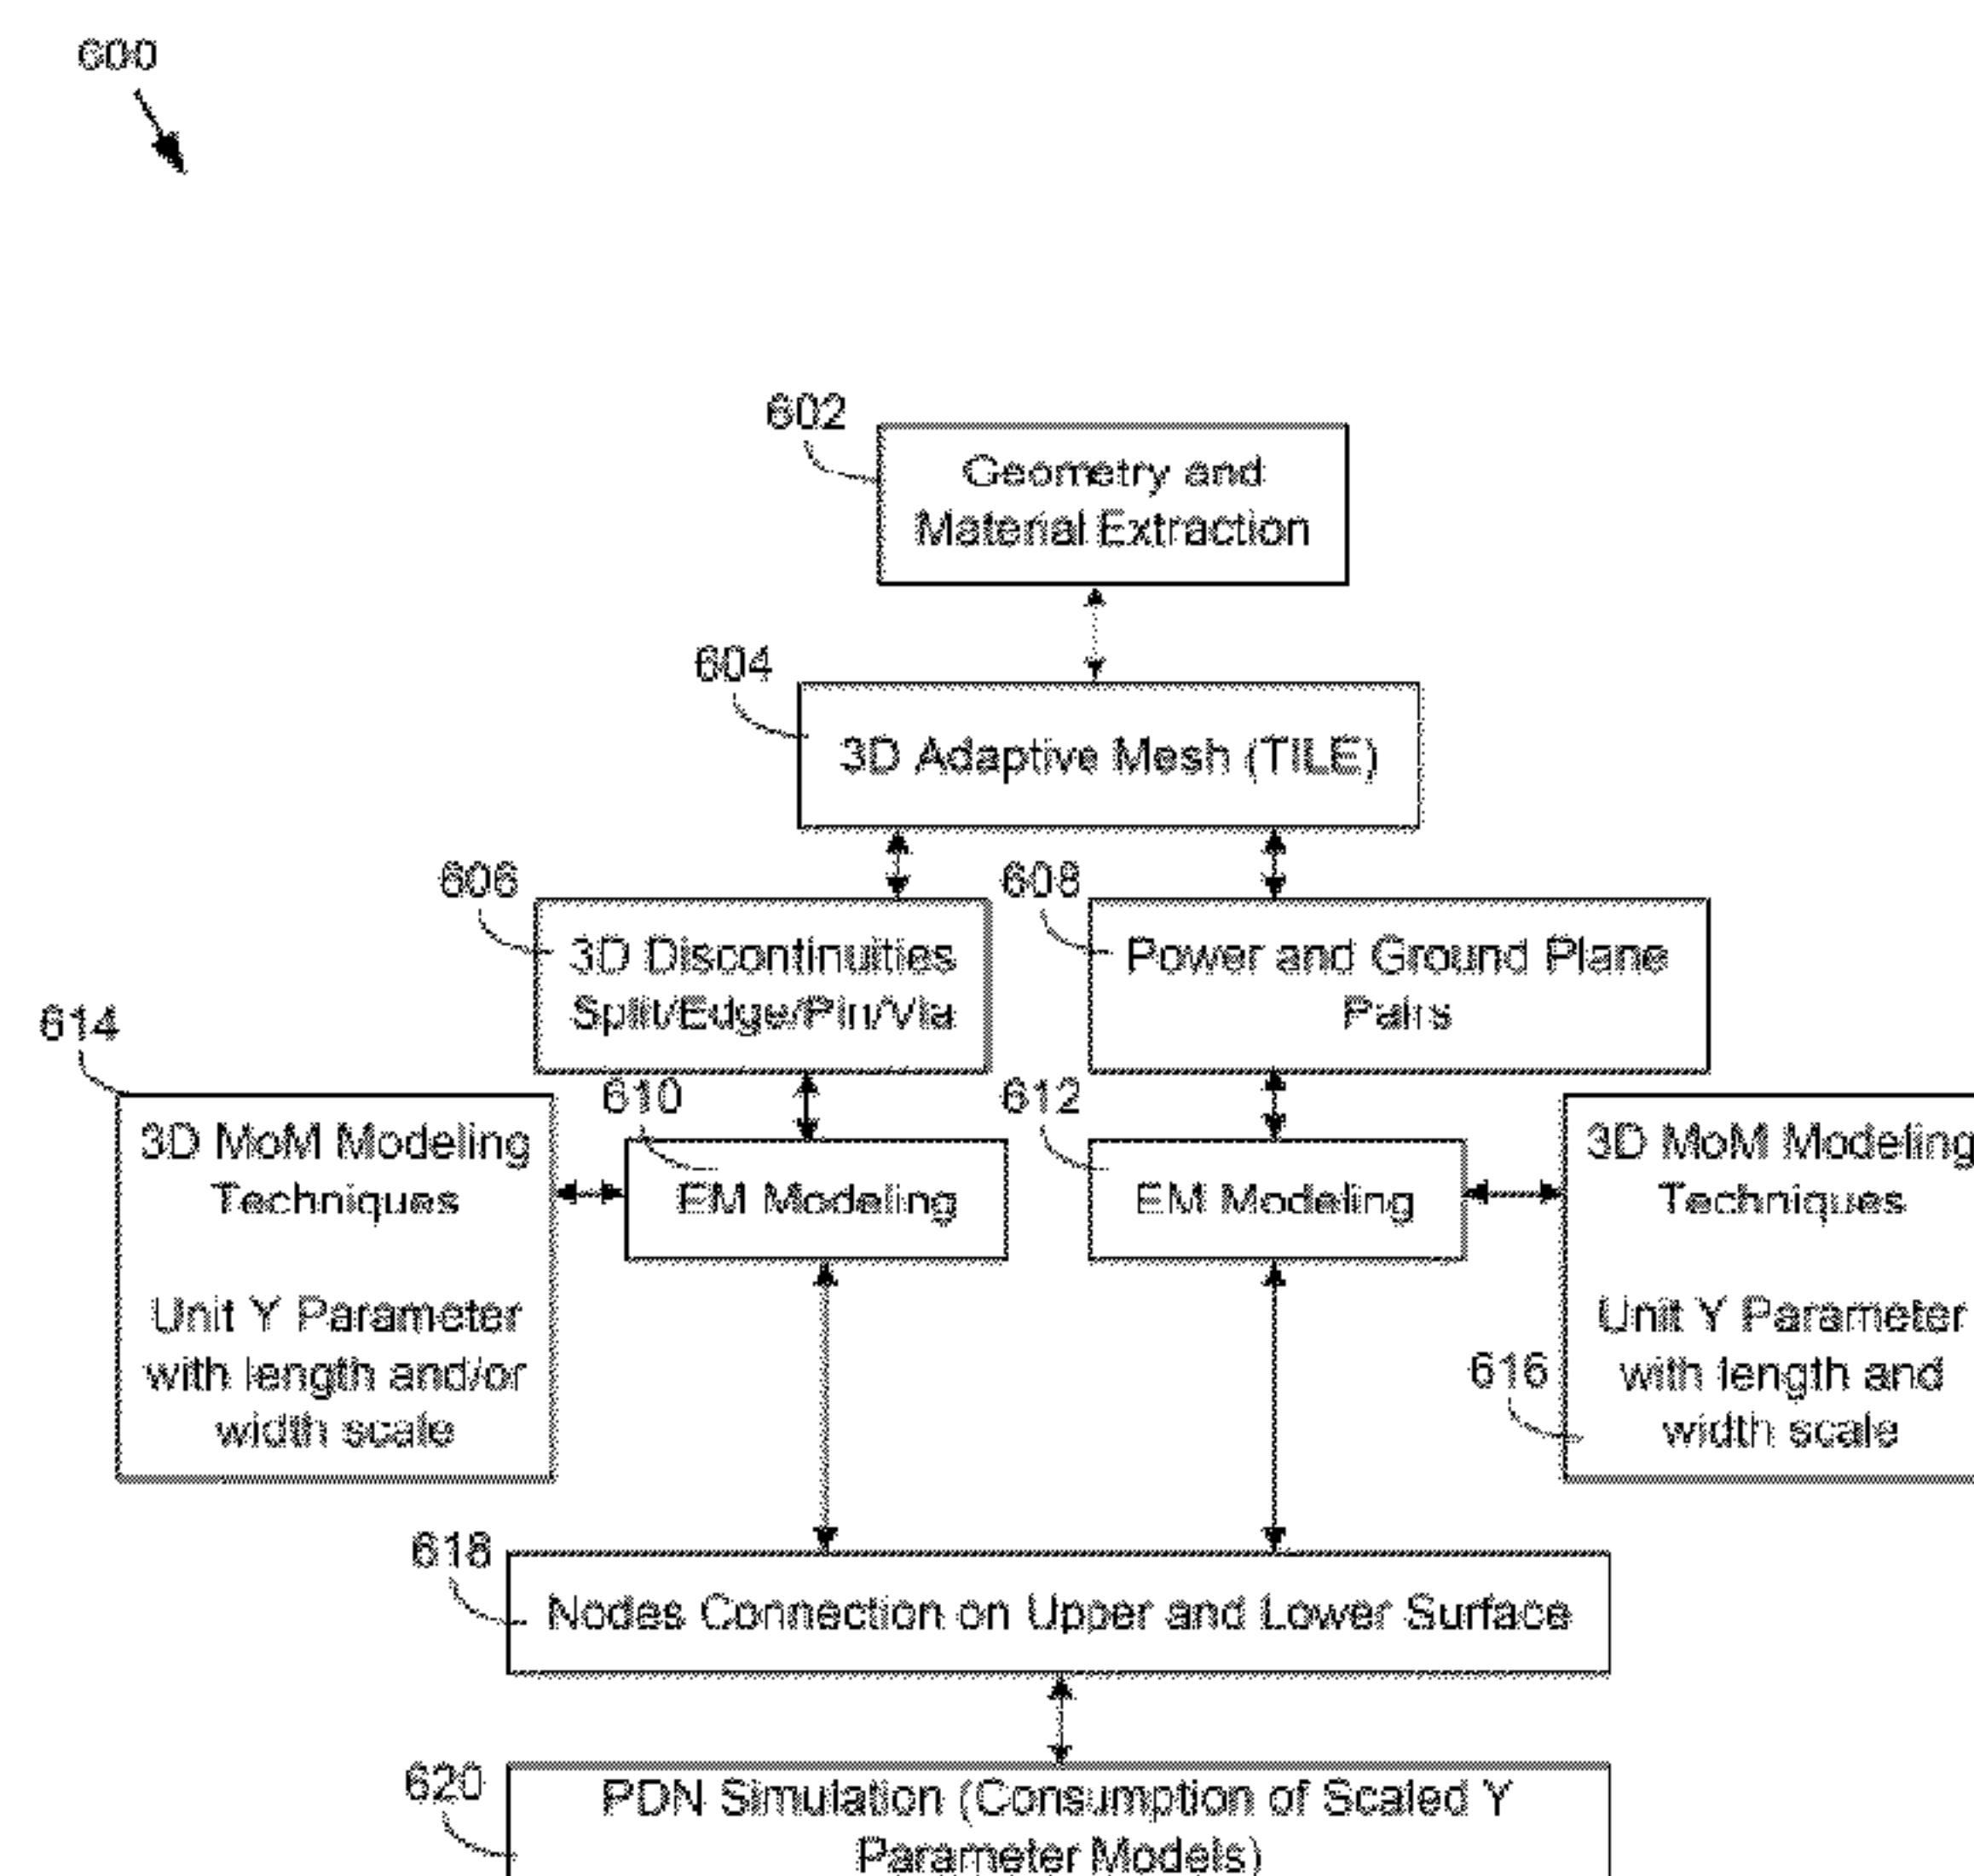 600
602
Geometry and
Material Extraction
604
3D Adaptive Mesh (TILE)
606
3D Discontinuities
Split/Edge/Pin/Via
608
Power and Ground Plane
Pairs
614
3D MoM Modeling
Techniques
Unit Y Parameter
with length and/or
width scale
610
EM Modeling
612
EM Modeling
3D MoM Modeling
Techniques
Unit Y Parameter
with length and
width scale
616
618
Nodes Connection on Upper and Lower Surface
620
PDN Simulation (Consumption of Scaled Y
Parameter Models)